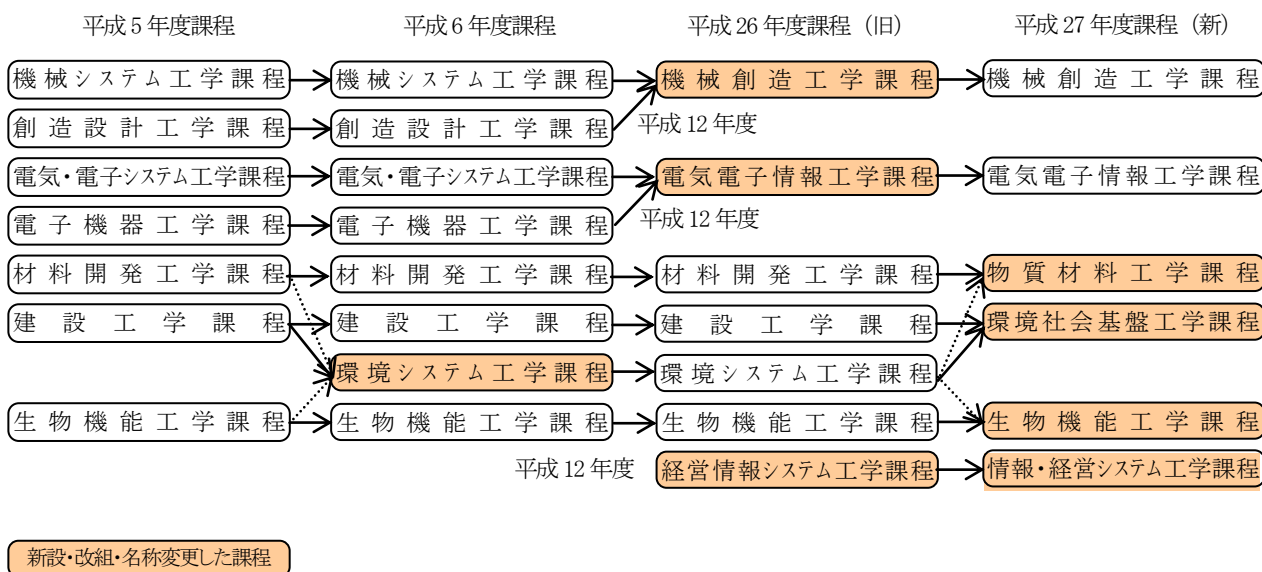 平成5年度課程 平成6年度課程 平成26年度課程（旧） 平成27年度課程（新）
機械システム工学課程 機械システム工学課程 機械創造工学課程 機械創造工学課程
創造設計工学課程 創造設計工学課程 平成12年度
電気・電子システム工学課程 電気・電子システム工学課程 電気電子情報工学課程 電気電子情報工学課程
電子機器工学課程 電子機器工学課程 平成12年度
材料開発工学課程 材料開発工学課程 材料開発工学課程 物質材料工学課程
建設工学課程 建設工学課程 建設工学課程 環境社会基盤工学課程
環境システム工学課程 環境システム工学課程
生物機能工学課程 生物機能工学課程 生物機能工学課程 生物機能工学課程
平成12年度 経営情報システム工学課程 情報・経営システム工学課程
新設・改組・名称変更した課程